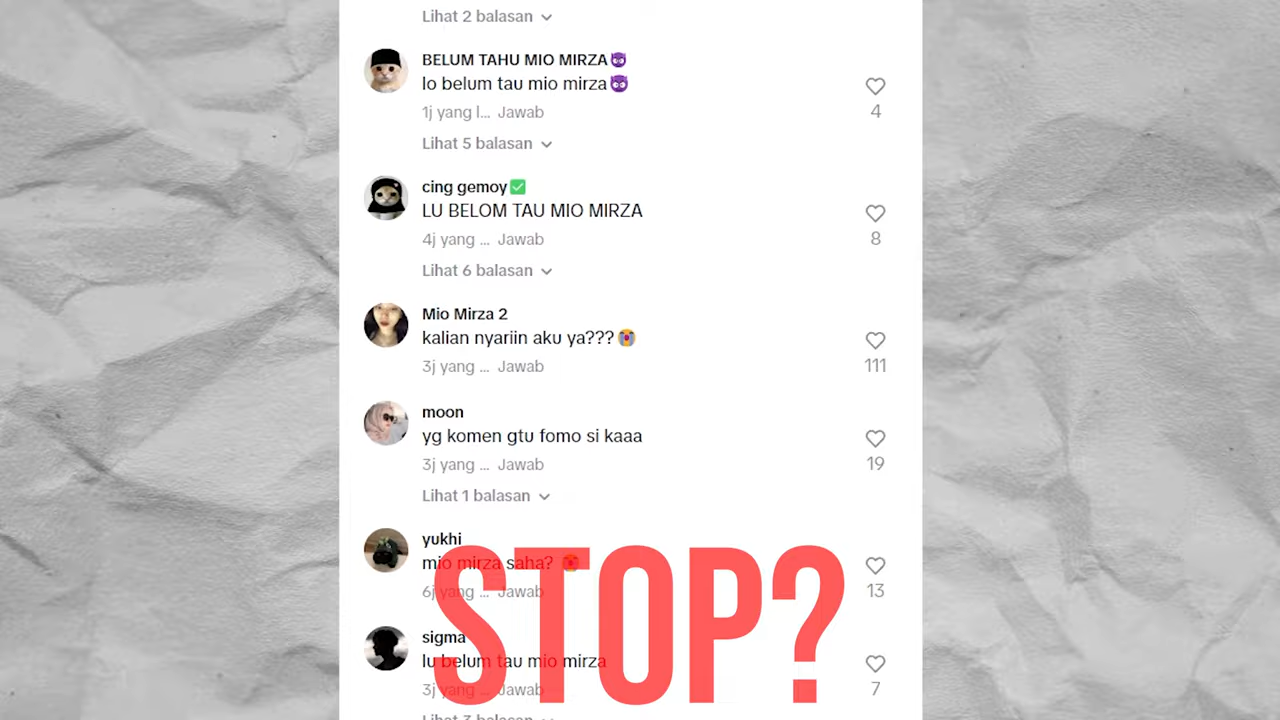 Lihat 2 balasan
BELUM TAHU MIO MIRZA😈
lo belum tau mio mirza😈
4
1j yang l... Jawab
Lihat 5 balasan
cing gemoy✅
LU BELOM TAU MIO MIRZA
8
4j yang ... Jawab
Lihat 6 balasan
Mio Mirza 2
kalian nyariin aku ya???😭
111
3j yang ... Jawab
moon
yg komen gtu fomo si kaaa
19
3j yang ... Jawab
Lihat 1 balasan
yukhi
mio mirza saha? 😭
13
6j yang ... Jawab
STOP?
sigma
lu belum tau mio mirza
7
3j yang ... Jawab
Lihat 3 balasan